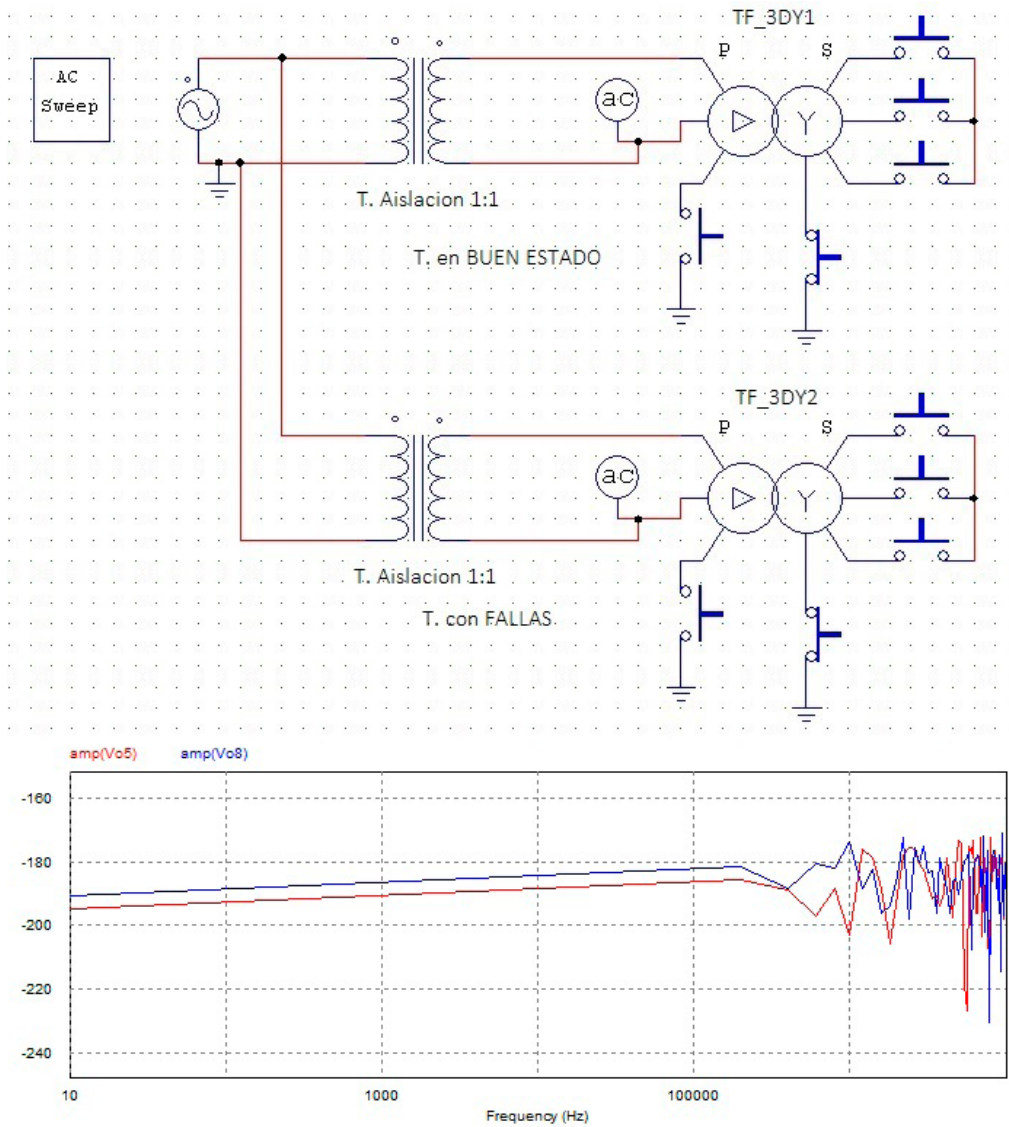 TF_3DY1
P S
AC
Sweep
ac
T. Aislacion 1:1
T. en BUEN ESTADO
TF_3DY2
P S
ac
T. Aislacion 1:1
T. con FALLAS
amp(Vo5) amp(Vo8)
-160
-180
-200
-220
-240
10 1000 100000
Frequency (Hz)